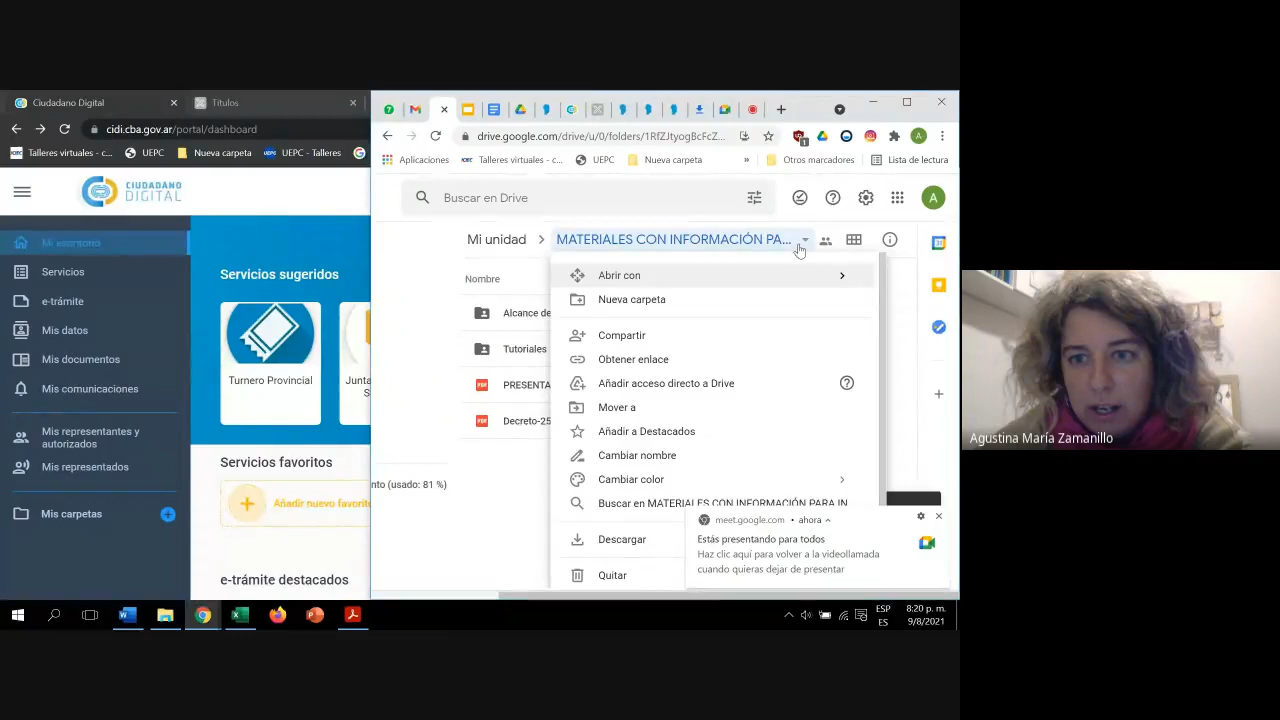 Ciudadano Digital
Títulos
cidi.cba.gov.ar/portal/dashboard
Talleres virtuales - c...
UEPC
Nueva carpeta
UEPC - Talleres
CIUDADANO
DIGITAL
Mi escritorio
Servicios
e-trámite
Mis datos
Mis documentos
Mis comunicaciones
Mis representantes y
autorizados
Mis representados
Mis carpetas
Servicios sugeridos
Turnero Provincial
Servicios favoritos
Añadir nuevo favorito
e-trámite destacados
drive.google.com/drive/u/0/folders/1RfZJtyogBcFcZ...
Aplicaciones
Talleres virtuales - c...
UEPC
Nueva carpeta
»
Otros marcadores
Lista de lectura
Buscar en Drive
A
Mi unidad
MATERIALES CON INFORMACIÓN PA...
Nombre
Alcance de
Tutoriales
PRESENTA
Decreto-25
nto (usado: 81 %)
Abrir con
Nueva carpeta
Compartir
Obtener enlace
Añadir acceso directo a Drive
Mover a
Añadir a Destacados
Cambiar nombre
Cambiar color
Buscar en MATERIALES CON INFORMACIÓN PARA IN
Descargar
Quitar
meet.google.com • ahora
Estás presentando para todos
Haz clic aquí para volver a la videollamada
cuando quieras dejar de presentar
ESP
ES
8:20 p. m.
9/8/2021
Agustina María Zamanillo